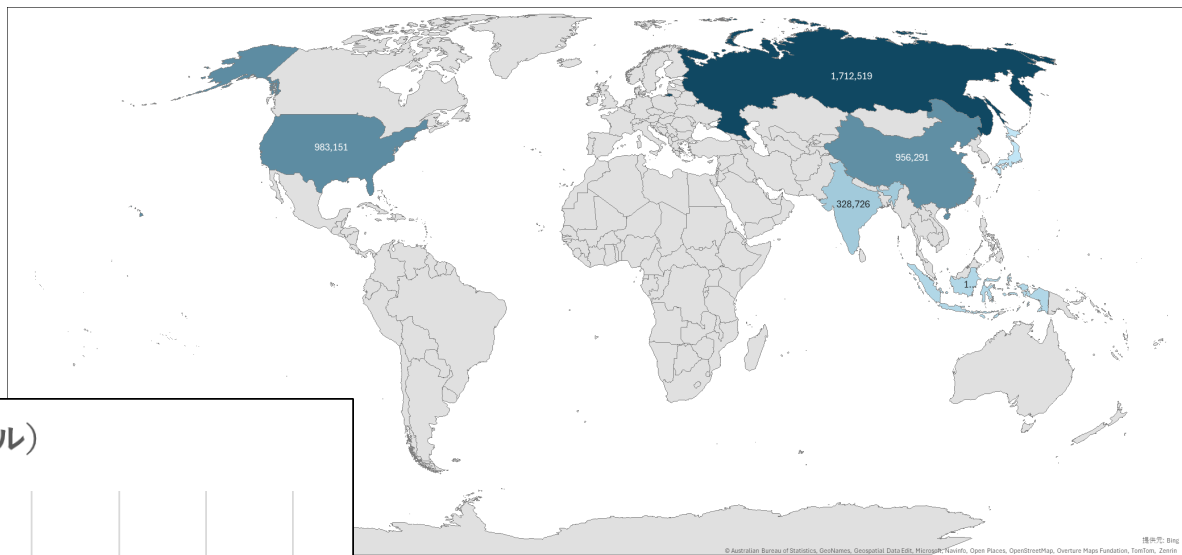 1,712,519
983,151
956,291
328,726
1...
ル）
提供元: Bing
© Australian Bureau of Statistics, GeoNames, Geospatial Data Edit, Microsoft, Navinfo, Open Places, OpenStreetMap, Overture Maps Fundation, TomTom, Zenrin